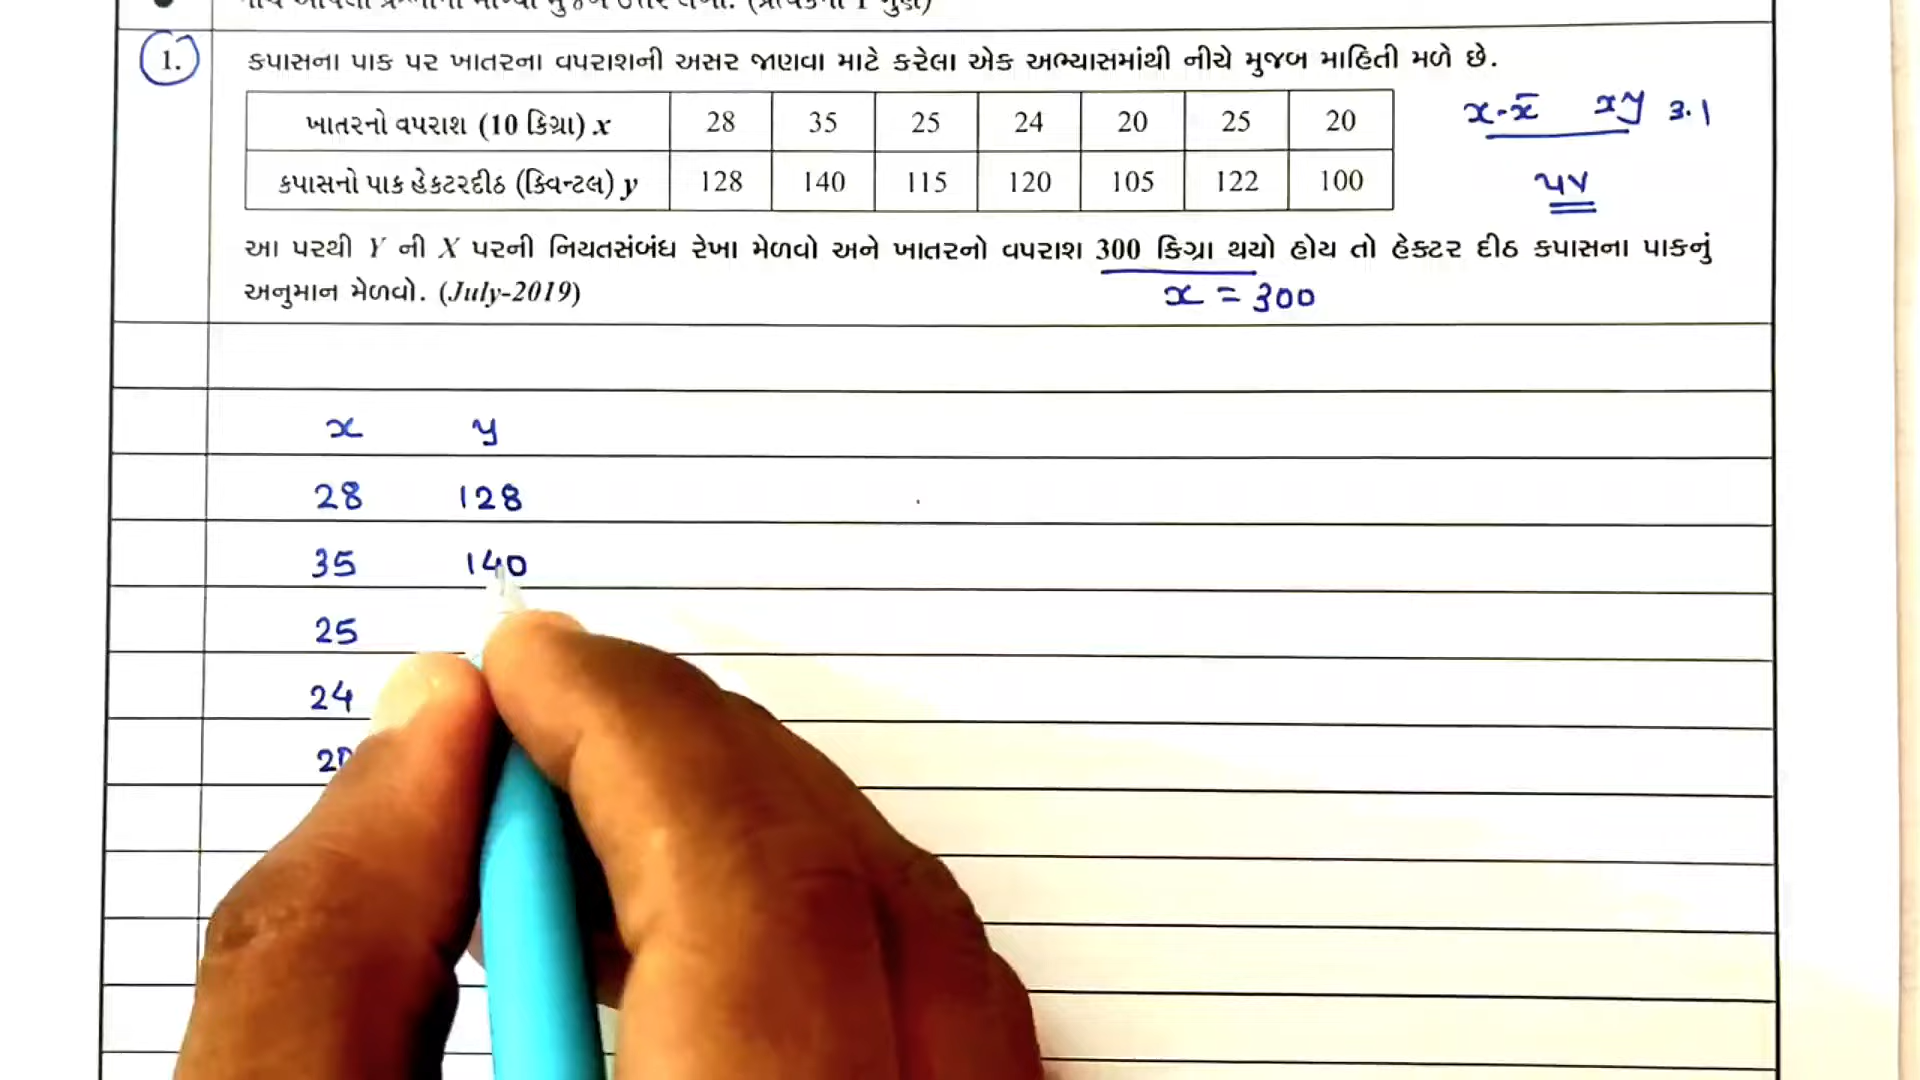 1. કપાસના પાક પર ખાતરના વપરાશની અસર જાણવા માટે કરેલા એક અભ્યાસમાંથી નીચે મુજબ માહિતી મળે છે.
ખાતરનો વપરાશ (10 કિગ્રા) x 28 35 25 24 20 25 20
x-x̄ xy 3.1
કપાસનો પાક હેકટરદીઠ (ક્વિન્ટલ) y 128 140 115 120 105 122 100
આ પરથી Y ની X પરની નિયતસંબંધ રેખા મેળવો અને ખાતરનો વપરાશ 300 કિગ્રા થયો હોય તો હેક્ટર દીઠ કપાસના પાકનું
અનુમાન મેળવો. (July-2019)
x = 300
x y
28 128
35 140
25
24